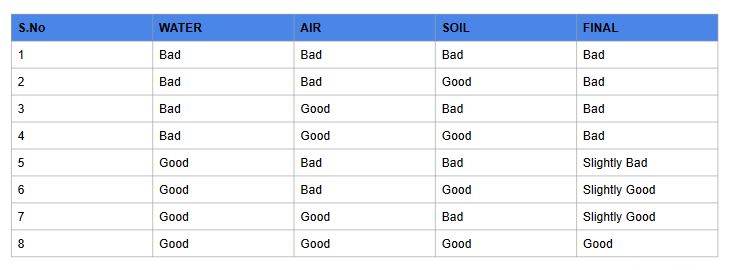 S.No WATER AIR SOIL FINAL
1 Bad Bad Bad Bad
2 Bad Bad Good Bad
3 Bad Good Bad Bad
4 Bad Good Good Bad
5 Good Bad Bad Slightly Bad
6 Good Bad Good Slightly Good
7 Good Good Bad Slightly Good
8 Good Good Good Good